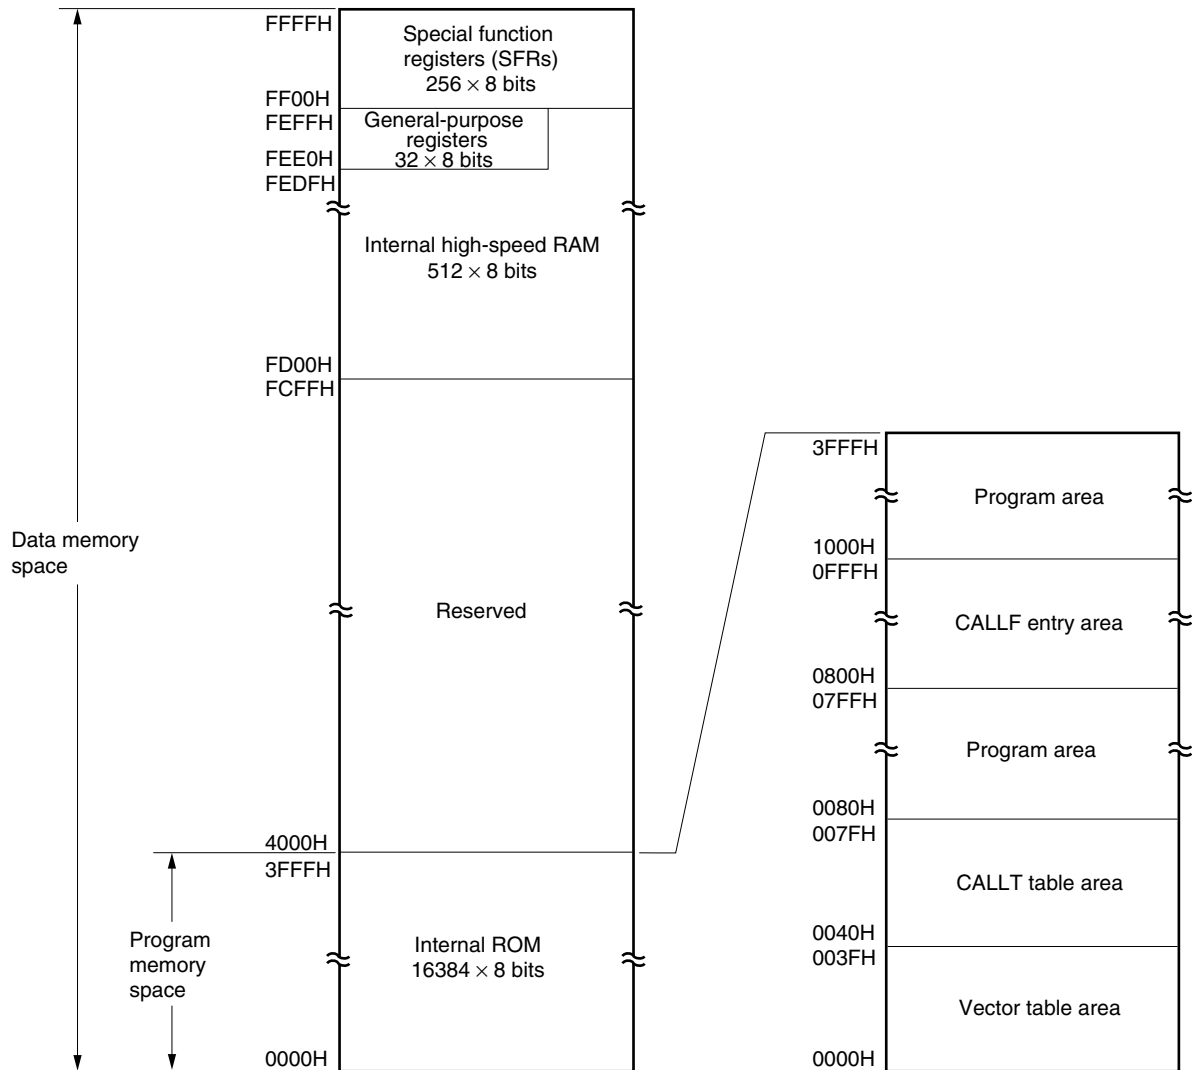 FFFFH
Special function
registers (SFRs)
256 × 8 bits
FF00H
FEFFH
General-purpose
registers
32 × 8 bits
FEE0H
FEDFH
Internal high-speed RAM
512 × 8 bits
FD00H
FCFFH
Data memory
space
Reserved
4000H
3FFFH
Program
memory
space
Internal ROM
16384 × 8 bits
0000H
3FFFH
Program area
1000H
0FFFH
CALLF entry area
0800H
07FFH
Program area
0080H
007FH
CALLT table area
0040H
003FH
Vector table area
0000H